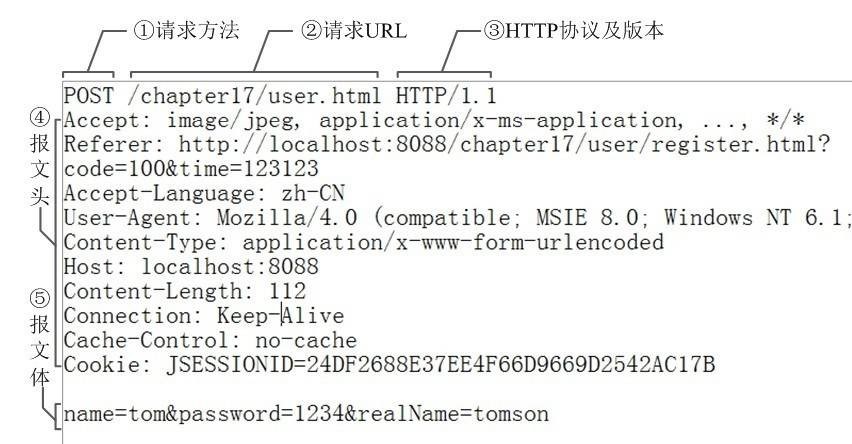 ①请求方法 ②请求URL ③HTTP协议及版本
POST /chapter17/user.html HTTP/1.1
④报文头
Accept: image/jpeg, application/x-ms-application, ..., */*
Referer: http://localhost:8088/chapter17/user/register.html?
code=100&time=123123
Accept-Language: zh-CN
User-Agent: Mozilla/4.0 (compatible; MSIE 8.0; Windows NT 6.1;
Content-Type: application/x-www-form-urlencoded
Host: localhost:8088
Content-Length: 112
Connection: Keep-Alive
Cache-Control: no-cache
Cookie: JSESSIONID=24DF2688E37EE4F66D9669D2542AC17B
⑤报文体
name=tom&password=1234&realName=tomson